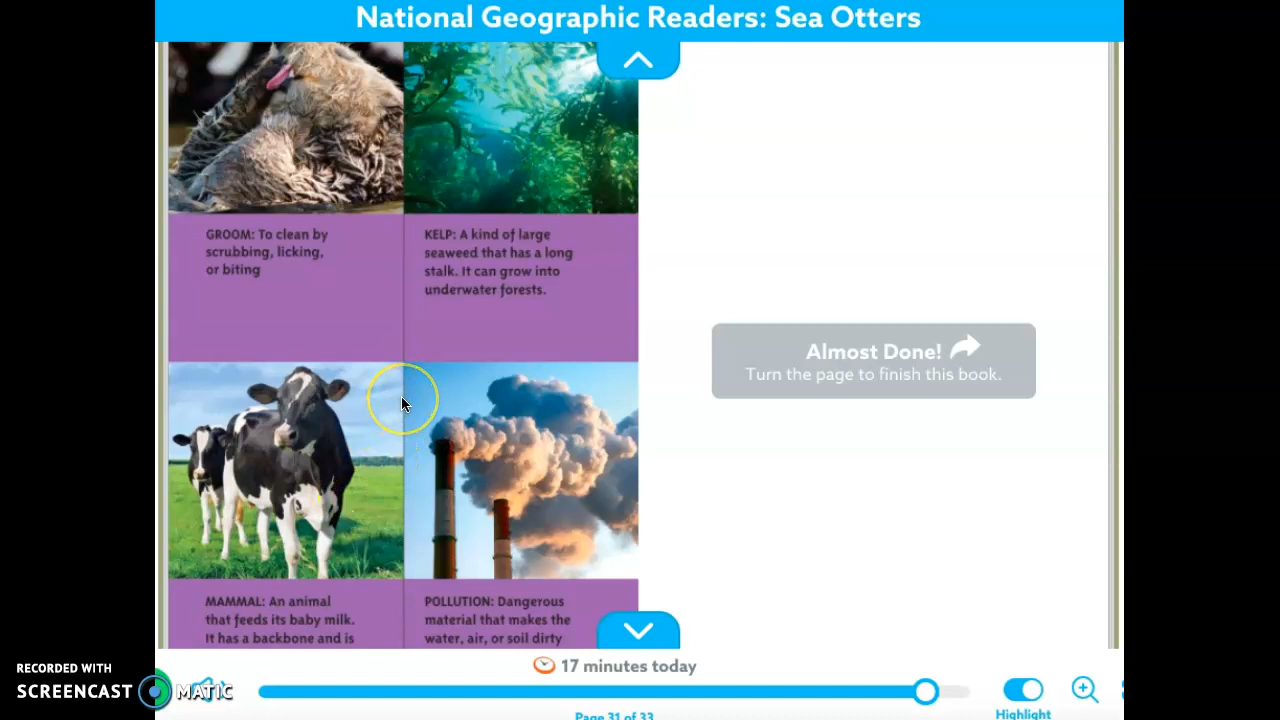 National Geographic Readers: Sea Otters
GROOM: To clean by
scrubbing, licking,
or biting
KELP: A kind of large
seaweed that has a long
stalk. It can grow into
underwater forests.
Almost Done!
Turn the page to finish this book.
MAMMAL: An animal
that feeds its baby milk.
It has a backbone and is
POLLUTION: Dangerous
material that makes the
water, air, or soil dirty
17 minutes today
RECORDED WITH
SCREENCAST MATIC
Page 31 of 33
Highlight